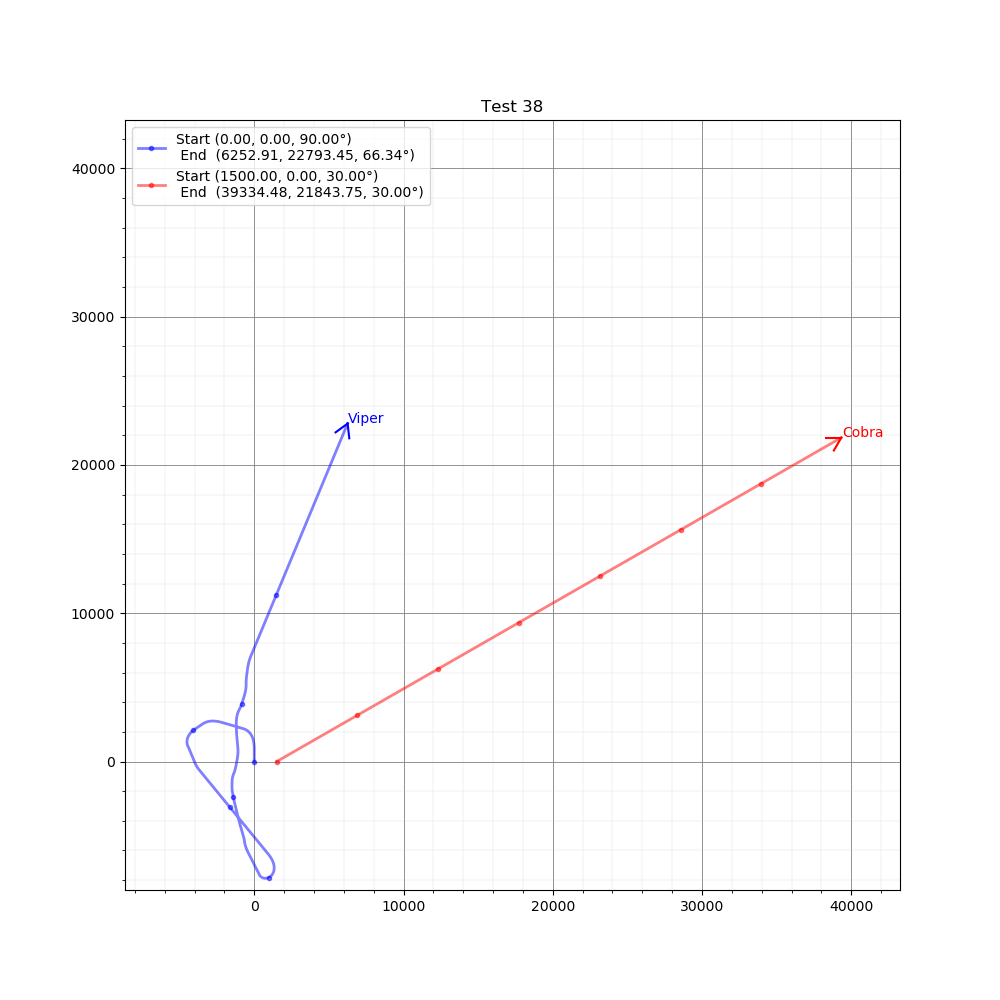 Test 38
Start (0.00, 0.00, 90.00°)
End (6252.91, 22793.45, 66.34°)
Start (1500.00, 0.00, 30.00°)
End (39334.48, 21843.75, 30.00°)
40000
30000
Viper
Cobra
20000
10000
0
0 10000 20000 30000 40000